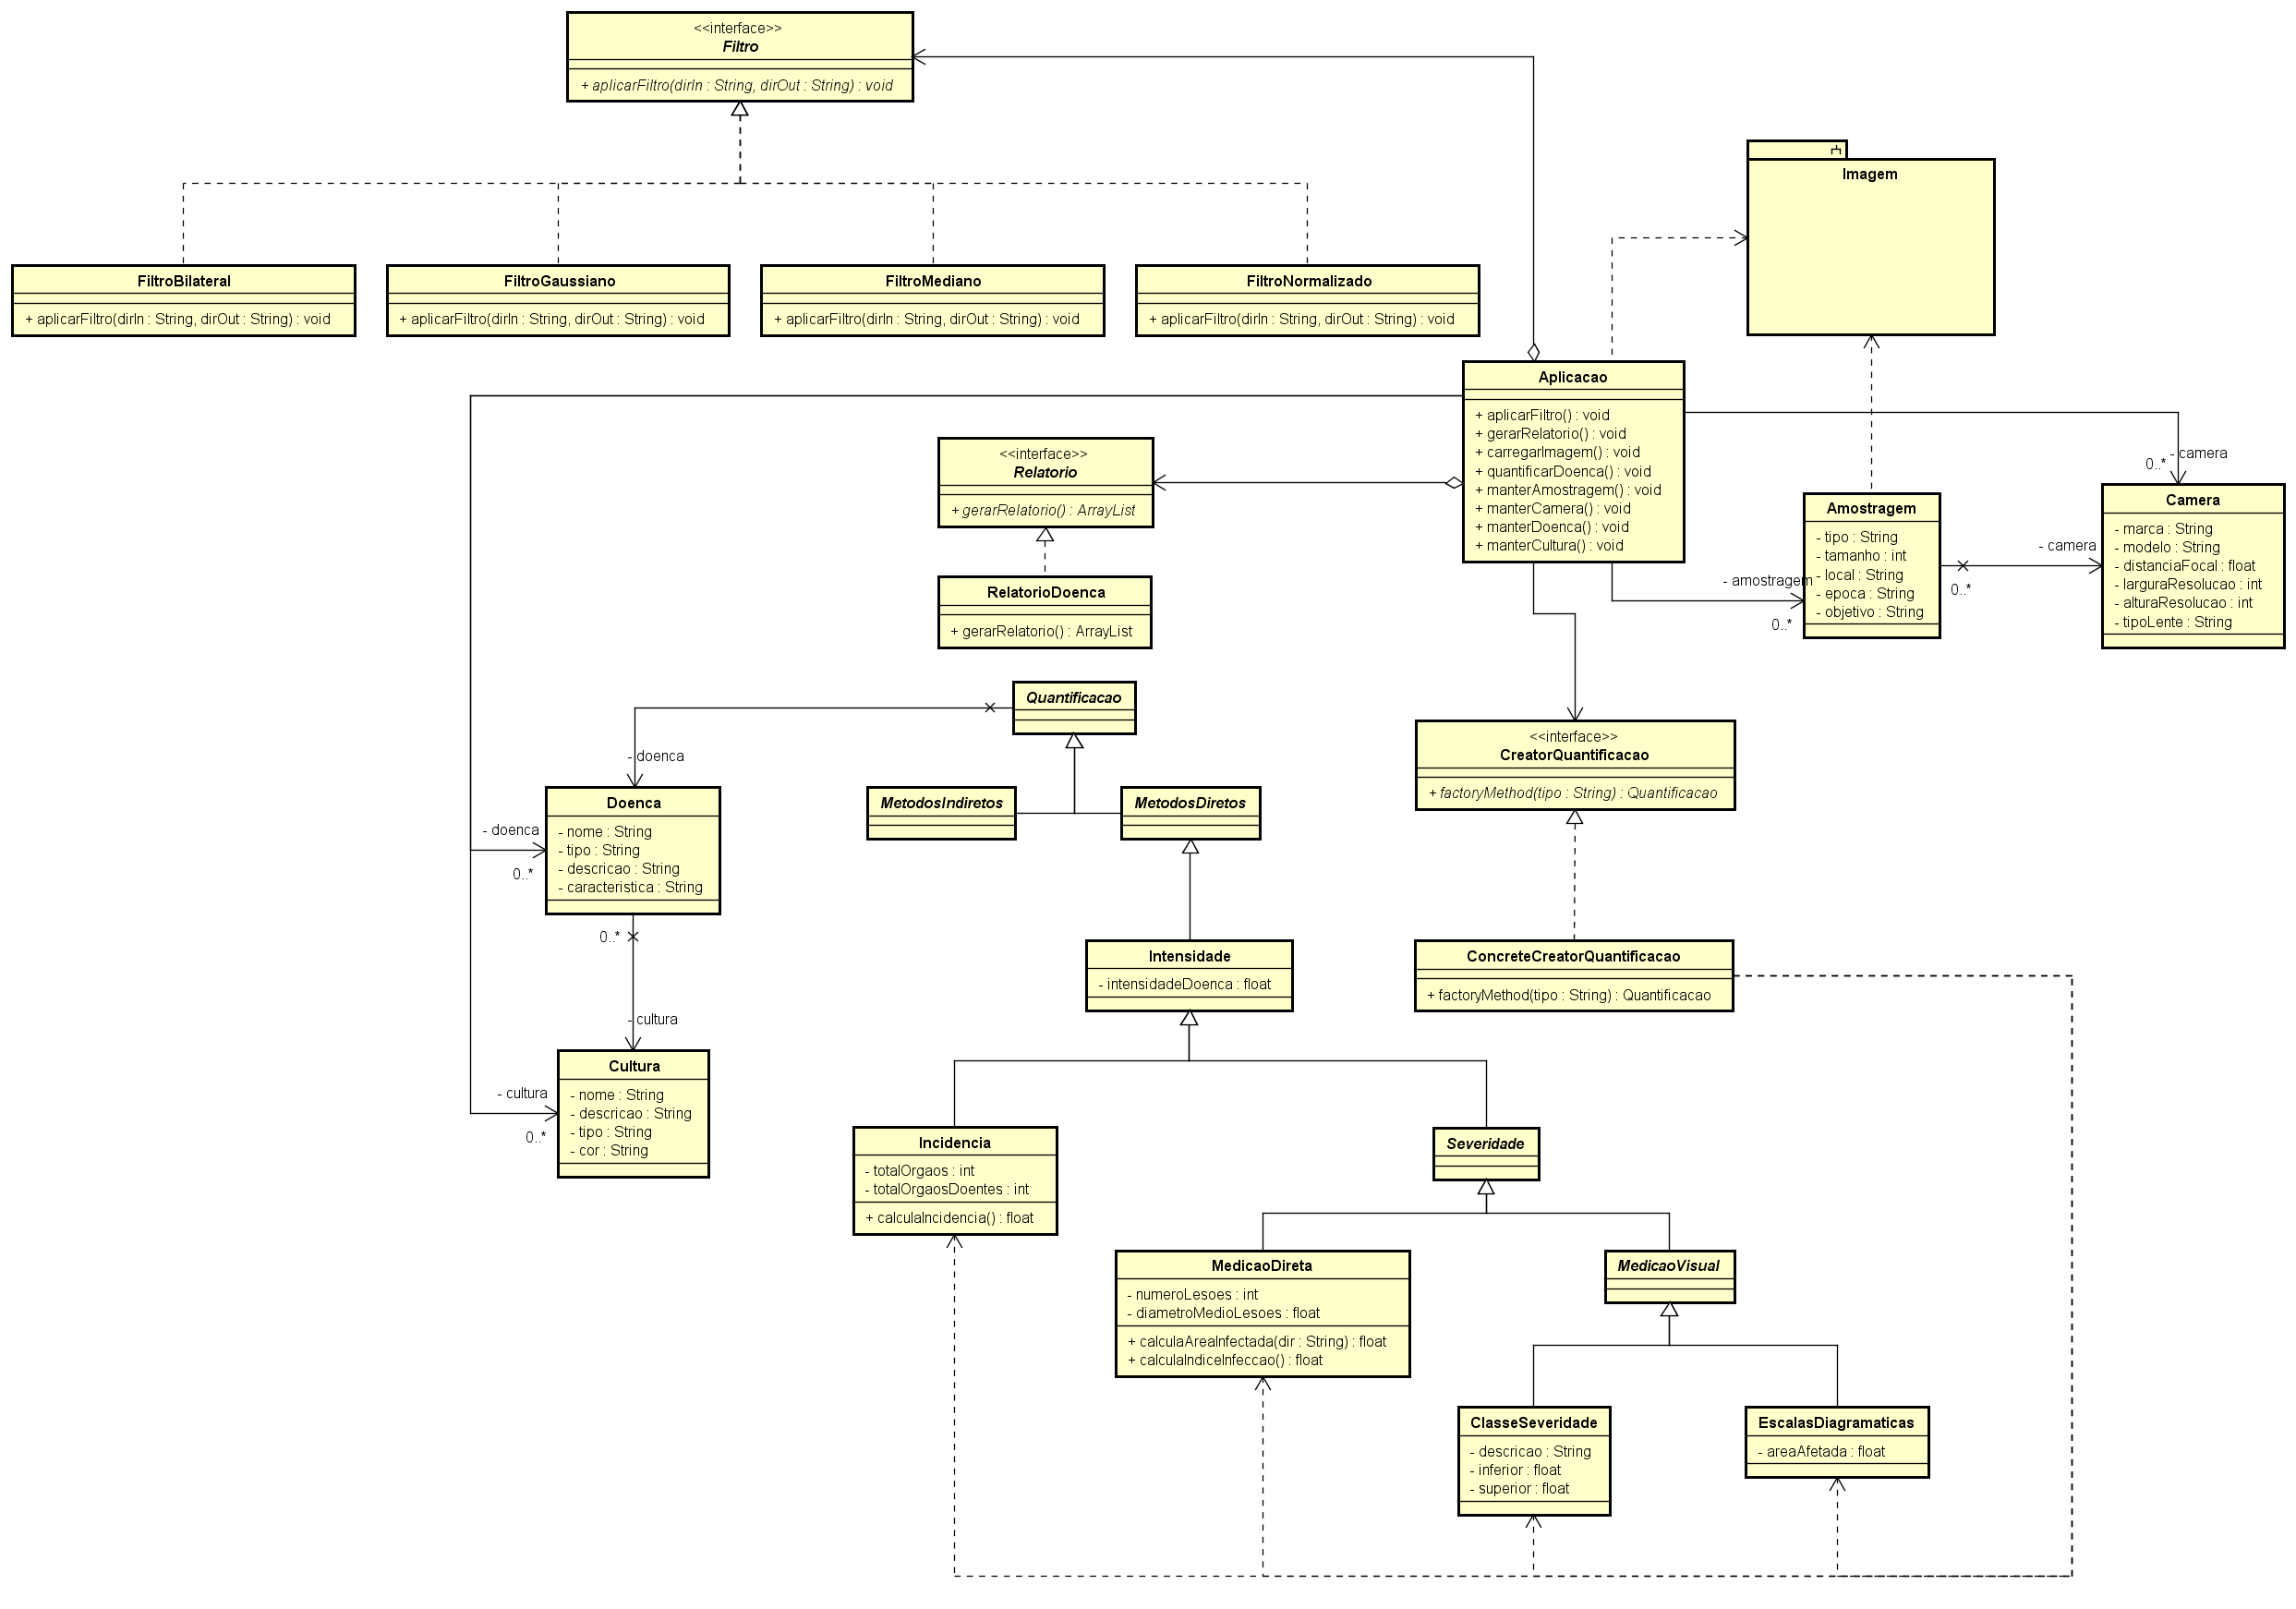 <<interface>>
Filtro
+ aplicarFiltro(dirIn : String, dirOut : String) : void
Imagem
FiltroBilateral
+ aplicarFiltro(dirIn : String, dirOut : String) : void
FiltroGaussiano
+ aplicarFiltro(dirIn : String, dirOut : String) : void
FiltroMediano
+ aplicarFiltro(dirIn : String, dirOut : String) : void
FiltroNormalizado
+ aplicarFiltro(dirIn : String, dirOut : String) : void
Aplicacao
+ aplicarFiltro() : void
+ gerarRelatorio() : void
+ carregarImagem() : void
+ quantificarDoenca() : void
+ manterAmostragem() : void
+ manterCamera() : void
+ manterDoenca() : void
+ manterCultura() : void
<<interface>>
Relatorio
+ gerarRelatorio() : ArrayList
RelatorioDoenca
+ gerarRelatorio() : ArrayList
- camera
0..*
Amostragem
- tipo : String
- tamanho : int
- local : String
- epoca : String
- objetivo : String
- amostragem
0..*
- camera
0..*
Camera
- marca : String
- modelo : String
- distanciaFocal : float
- larguraResolucao : int
- alturaResolucao : int
- tipoLente : String
Quantificacao
- doenca
MetodosIndiretos
MetodosDiretos
<<interface>>
CreatorQuantificacao
+ factoryMethod(tipo : String) : Quantificacao
- doenca
0..*
Doenca
- nome : String
- tipo : String
- descricao : String
- caracteristica : String
0..*
- cultura
Intensidade
- intensidadeDoenca : float
ConcreteCreatorQuantificacao
+ factoryMethod(tipo : String) : Quantificacao
- cultura
0..*
Cultura
- nome : String
- descricao : String
- tipo : String
- cor : String
Incidencia
- totalOrgaos : int
- totalOrgaosDoentes : int
+ calculaIncidencia() : float
Severidade
MedicaoDireta
- numeroLesoes : int
- diametroMedioLesoes : float
+ calculaAreaInfectada(dir : String) : float
+ calculaIndiceInfeccao() : float
MedicaoVisual
ClasseSeveridade
- descricao : String
- inferior : float
- superior : float
EscalasDiagramaticas
- areaAfetada : float